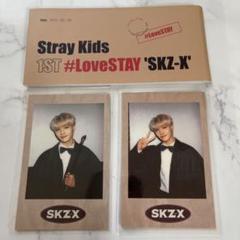 #LoveSTAY
Stray Kids
1ST #LoveSTAY 'SKZ-X'
SKZX
SKZX